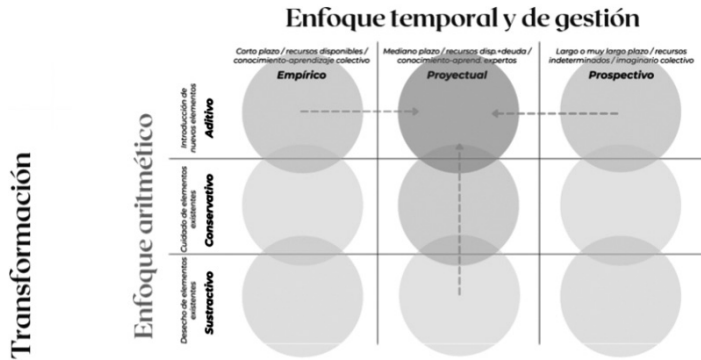 Enfoque temporal y de gestión
Corto plazo / recursos disponibles /
conocimiento-aprendizaje colectivo
Empírico
Mediano plazo / recursos disp.+deuda /
conocimiento-aprend. expertos
Proyectual
Largo o muy largo plazo / recursos
indeterminados / imaginario colectivo
Prospectivo
Transformación
Enfoque aritmético
Introducción de
nuevos elementos
Aditivo
Cuidado de elementos
existentes
Conservativo
Desecho de elementos
existentes
Sustractivo